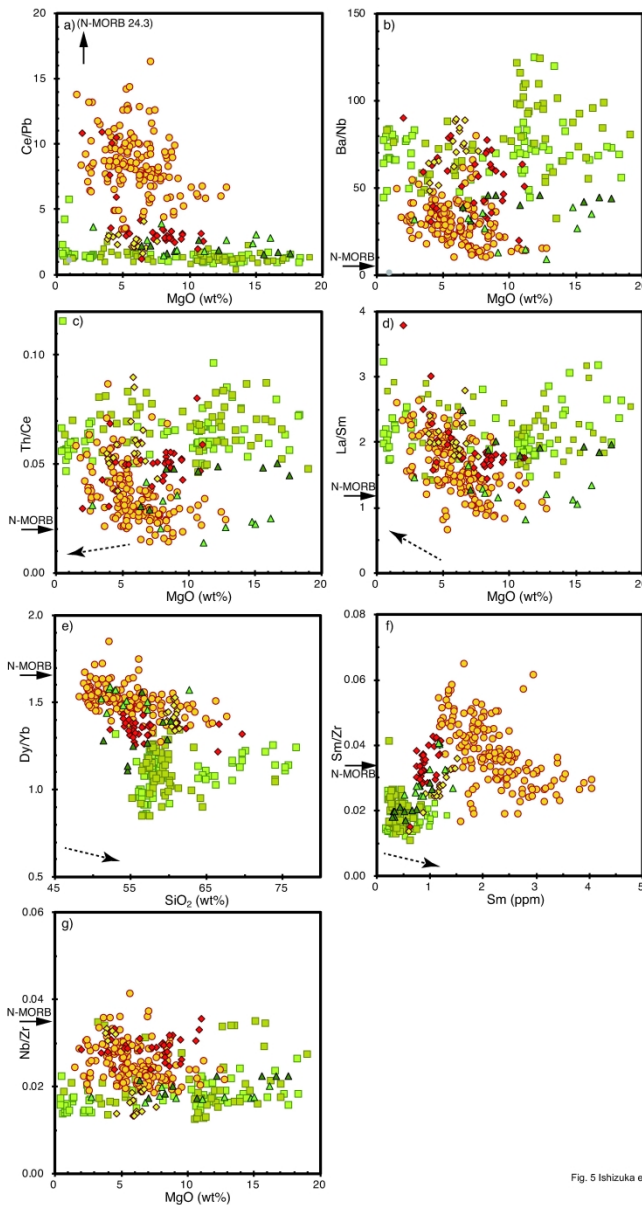 a) (N-MORB 24.3)
20
15
10
5
0
Ce/Pb
0 5 10 15 20
MgO (wt%)
b)
150
100
50
0
Ba/Nb
N-MORB
0 5 10 15 20
MgO (wt%)
c)
0.10
0.05
0.00
Th/Ce
N-MORB
0 5 10 15 20
MgO (wt%)
d)
4
3
2
1
0
La/Sm
N-MORB
0 5 10 15 20
MgO (wt%)
e)
2.0
1.5
1.0
0.5
Dy/Yb
N-MORB
45 55 65 75
SiO2 (wt%)
f)
0.08
0.06
0.04
0.02
0.00
Sm/Zr
N-MORB
0 1 2 3 4 5
Sm (ppm)
g)
0.06
0.04
0.02
0.00
Nb/Zr
N-MORB
0 5 10 15 20
MgO (wt%)
Fig. 5 Ishizuka e